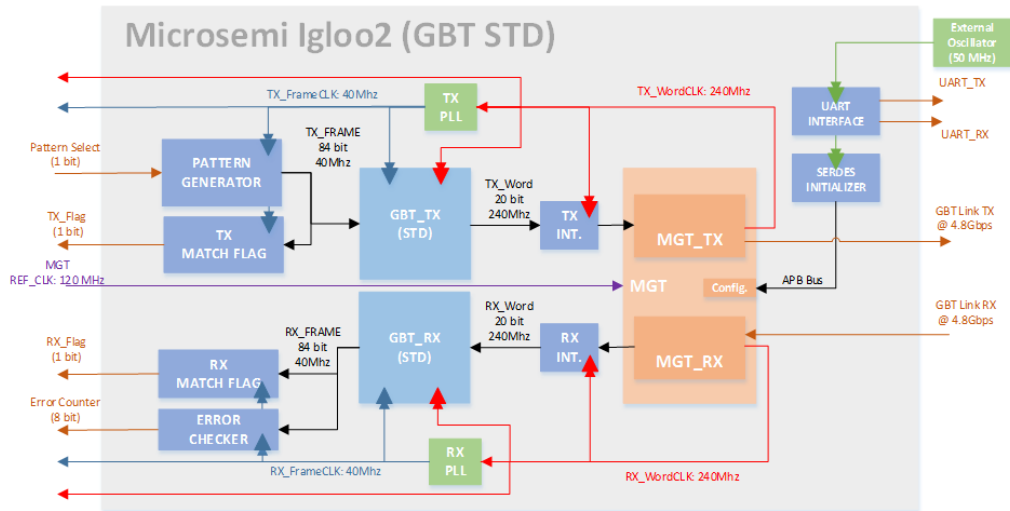 Microsemi Igloo2 (GBT STD)
External
Oscillator
(50 MHz)
TX_FrameCLK: 40Mhz
TX
PLL
TX_WordCLK: 240Mhz
UART_TX
UART
INTERFACE
UART_RX
Pattern Select
(1 bit)
PATTERN
GENERATOR
TX_FRAME
84 bit
40Mhz
SERDES
INITIALIZER
TX_Flag
(1 bit)
TX
MATCH FLAG
GBT_TX
(STD)
TX_Word
20 bit
240Mhz
TX
INT.
MGT_TX
GBT Link TX
@ 4.8Gbps
MGT
REF_CLK: 120 MHz
MGT
Config.
APB Bus
RX_Flag
(1 bit)
RX
MATCH FLAG
RX_FRAME
84 bit
40Mhz
GBT_RX
(STD)
RX_Word
20 bit
240Mhz
RX
INT.
MGT_RX
GBT Link RX
@ 4.8Gbps
Error Counter
(8 bit)
ERROR
CHECKER
RX_FrameCLK: 40Mhz
RX
PLL
RX_WordCLK: 240Mhz